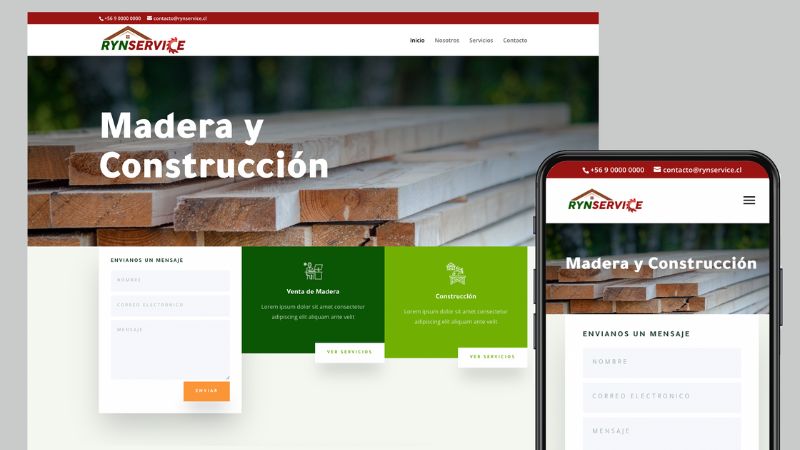 +56 9 0000 0000 contacto@rynservice.cl
RYNSERVICE
Inicio Nosotros Servicios Contacto
Madera y
Construcción
ENVIANOS UN MENSAJE
NOMBRE
CORREO ELECTRONICO
MENSAJE
ENVIAR
Venta de Madera
Lorem ipsum dolor sit amet consectetur
adipiscing elit aliquam ante velit
VER SERVICIOS
Construcción
Lorem ipsum dolor sit amet consectetur
adipiscing elit aliquam ante velit
VER SERVICIOS
+56 9 0000 0000 contacto@rynservice.cl
RYNSERVICE
Madera y Construcción
ENVIANOS UN MENSAJE
NOMBRE
CORREO ELECTRONICO
MENSAJE